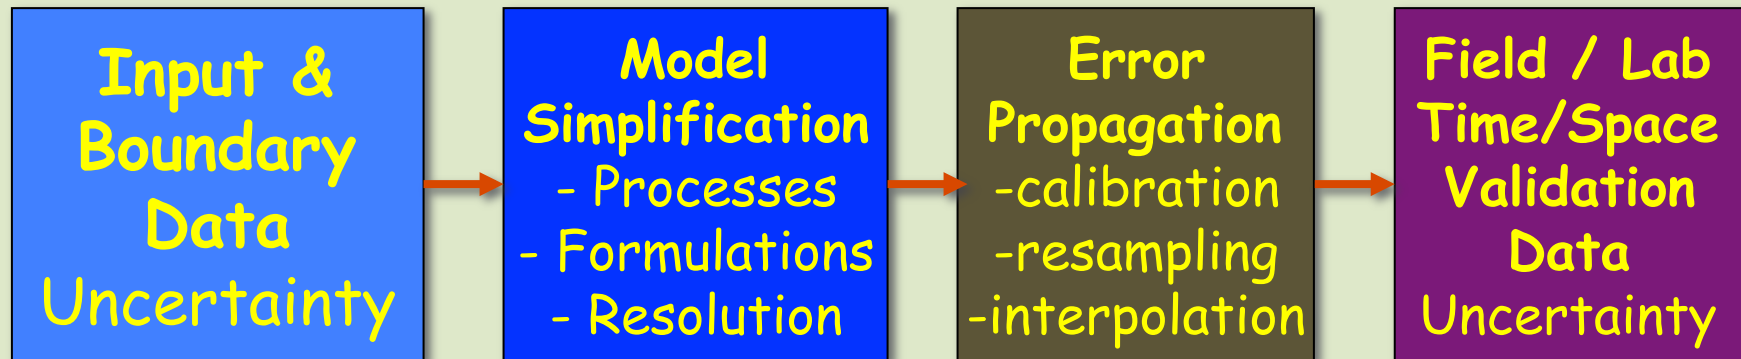 Input &
Boundary
Data
Uncertainty
Model
Simplification
- Processes
- Formulations
- Resolution
Error
Propagation
-calibration
-resampling
-interpolation
Field / Lab
Time/Space
Validation
Data
Uncertainty